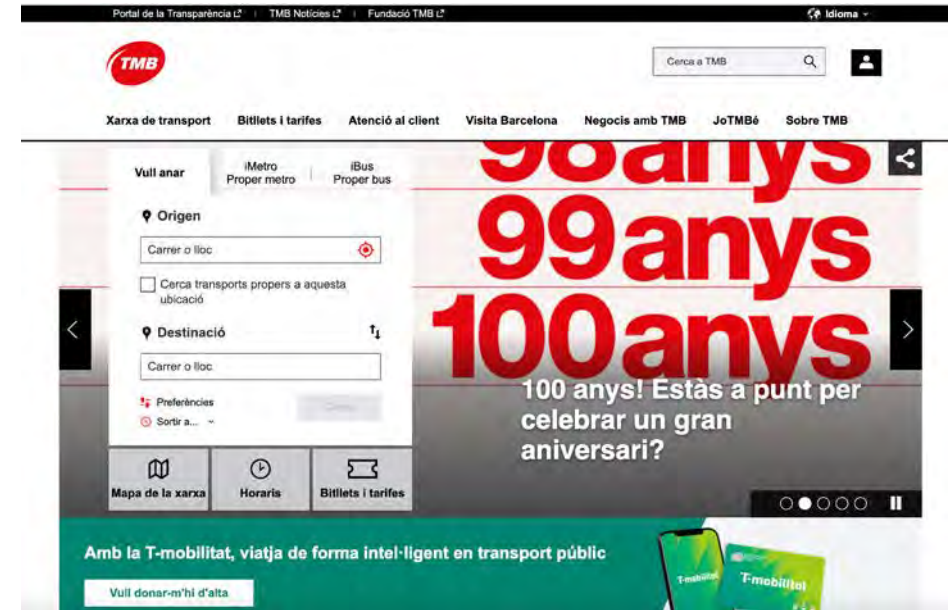 Portal de la Transparència
TMB Notícies
Fundació TMB
Idioma
TMB
Cerca a TMB
Xarxa de transport
Bitllets i tarifes
Atenció al client
Visita Barcelona
Negocis amb TMB
JoTMBé
Sobre TMB
98anys
99anys
100anys
Vull anar
iMetro
Proper metro
iBus
Proper bus
Origen
Carrer o lloc
Cerca transports propers a aquesta
ubicació
Destinació
Carrer o lloc
Preferències
Sortir a...
100 anys! Estàs a punt per
celebrar un gran
aniversari?
Mapa de la xarxa
Horaris
Bitllets i tarifes
Amb la T-mobilitat, viatja de forma intel·ligent en transport públic
Vull donar-m'hi d'alta
T-mobilitat
T-mobilitat